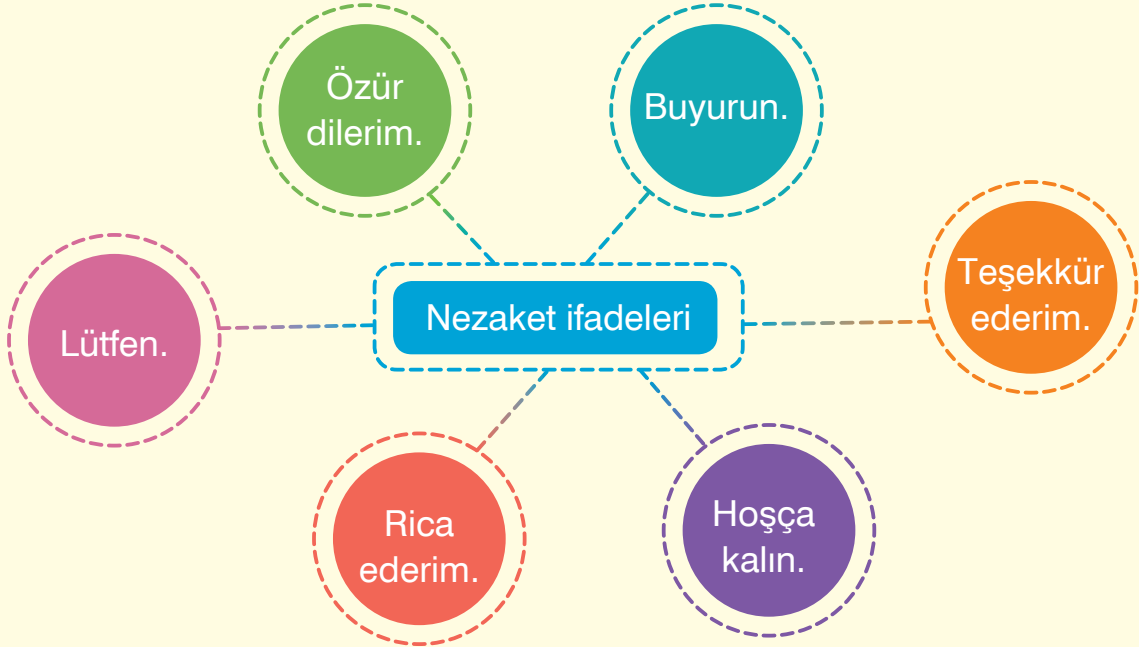 Özür
dilerim.
Buyurun.
Teşekkür
ederim.
Nezaket ifadeleri
Lütfen.
Rica
ederim.
Hoşça
kalın.